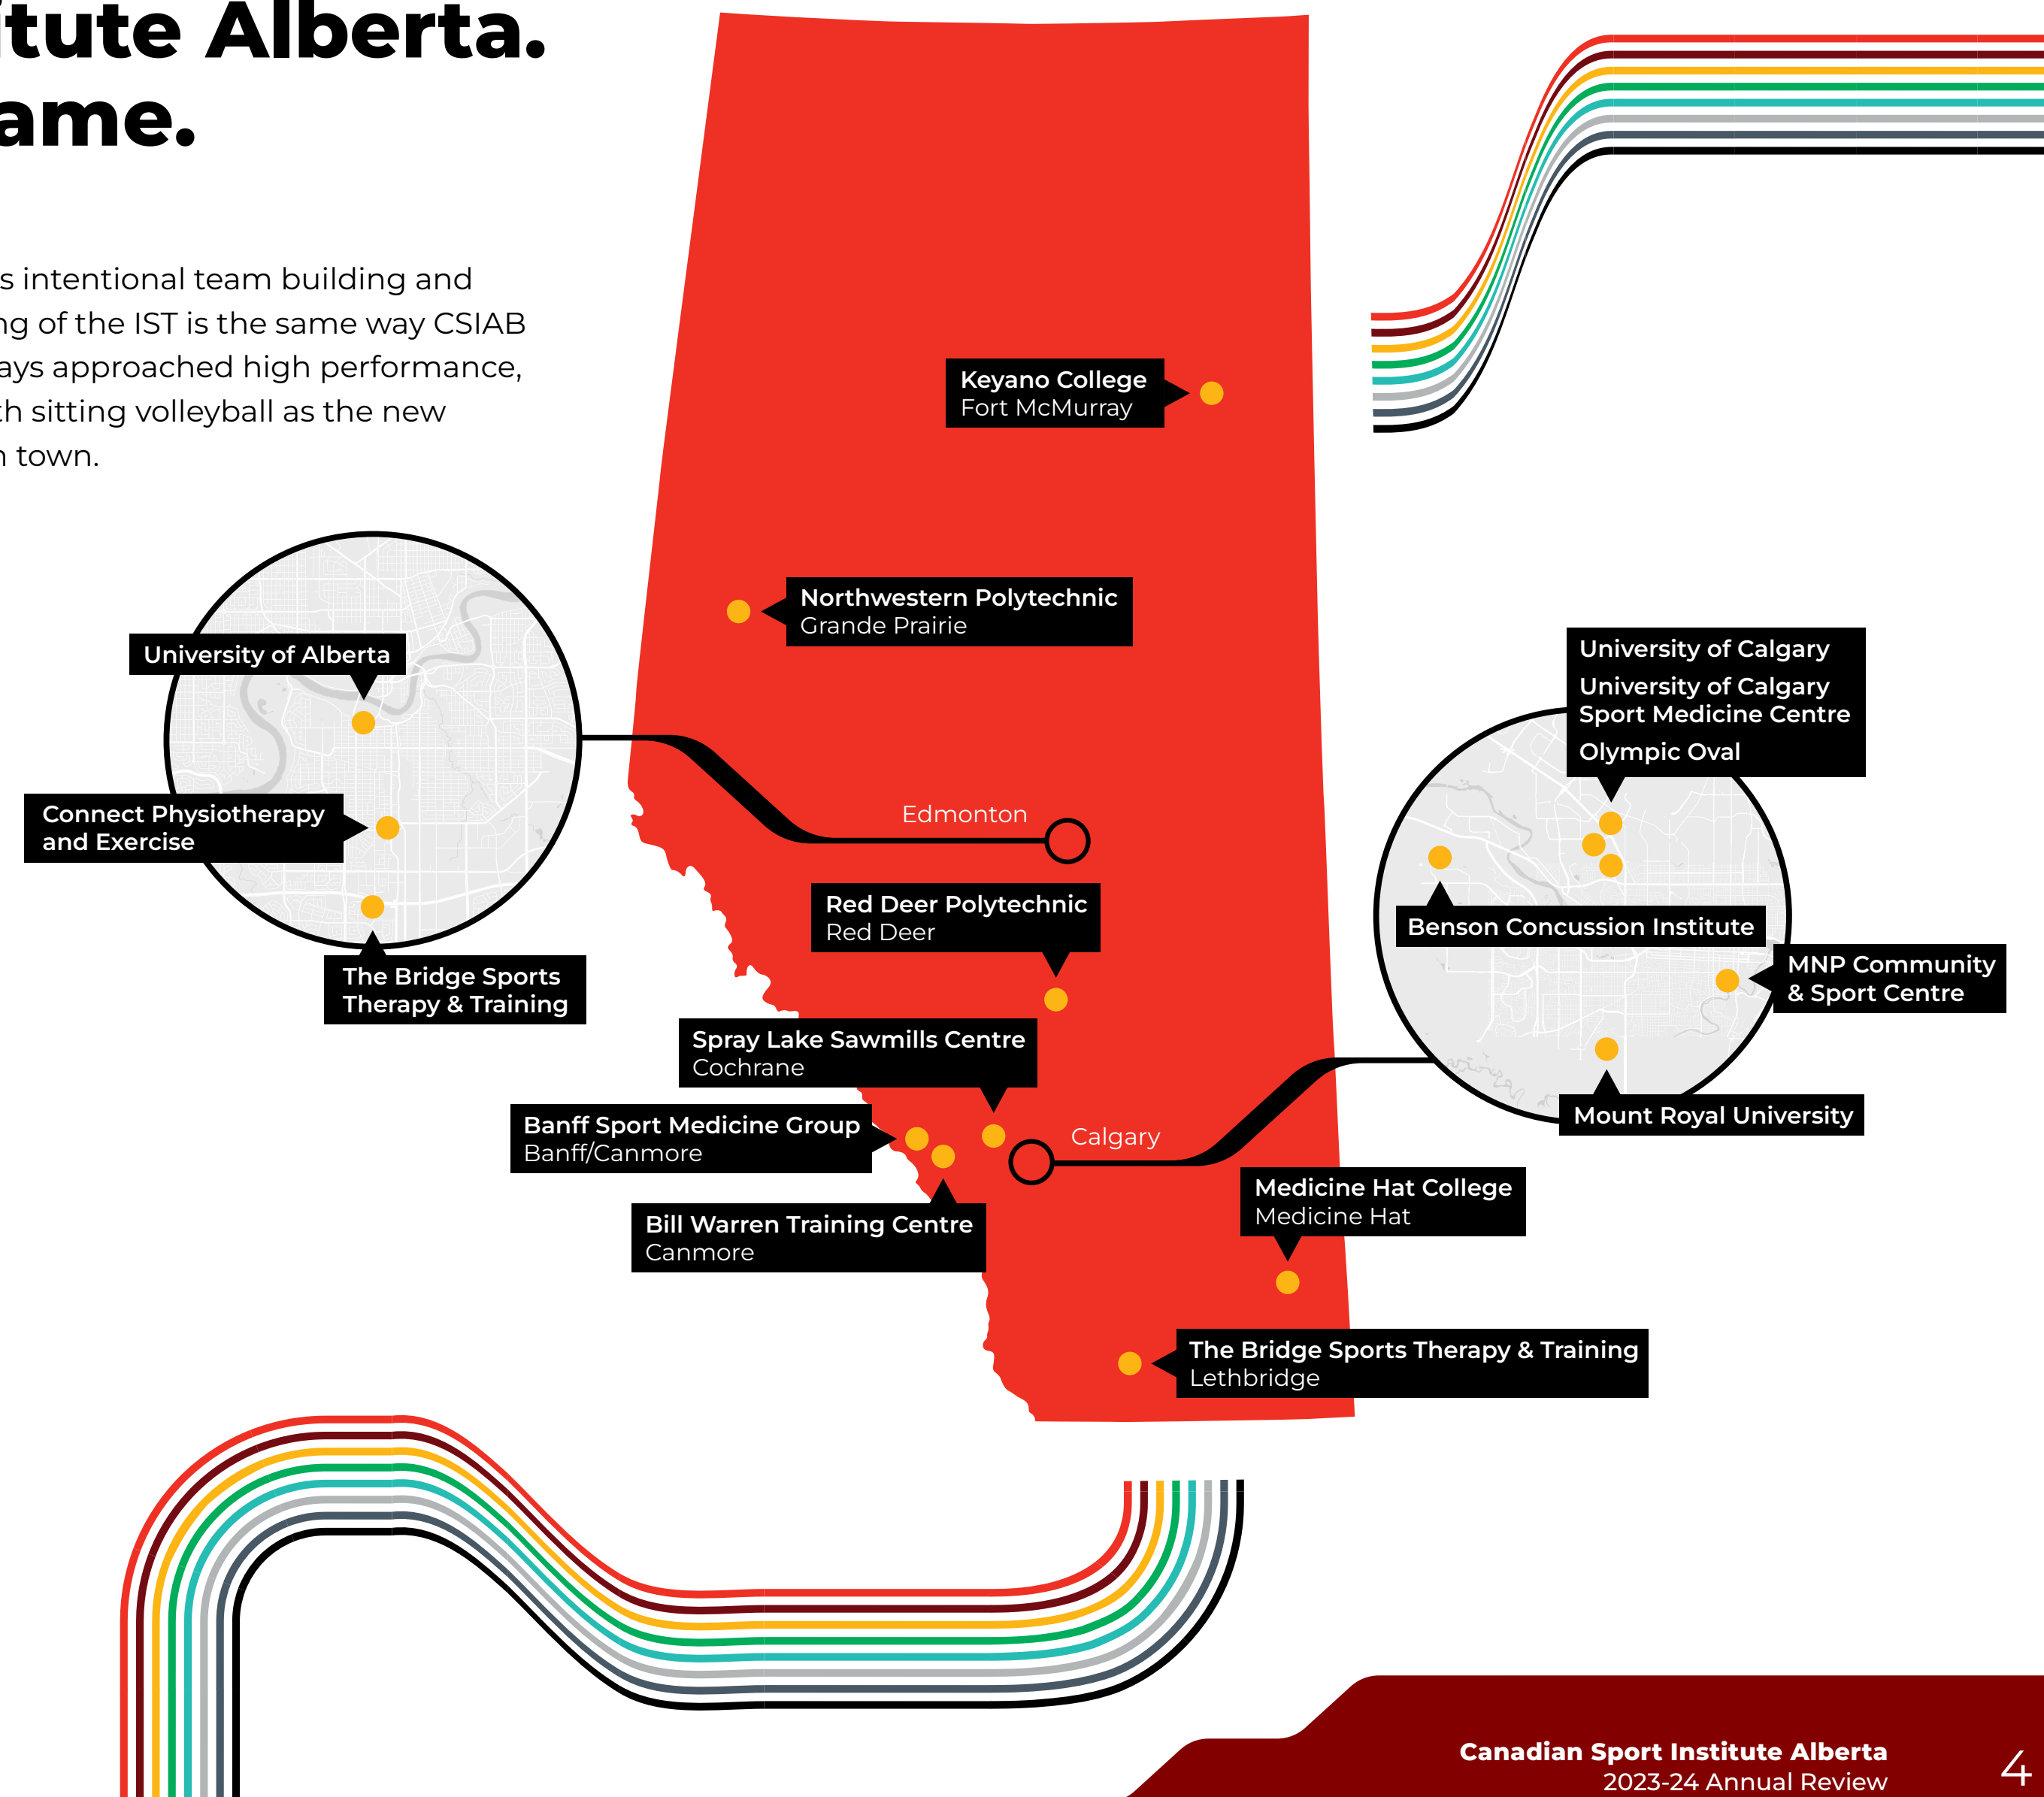 itute Alberta.
ame.
s intentional team building and
ng of the IST is the same way CSIAB
ays approached high performance,
th sitting volleyball as the new
n town.
Keyano College
Fort McMurray
Northwestern Polytechnic
Grande Prairie
University of Alberta
Connect Physiotherapy
and Exercise
The Bridge Sports
Therapy & Training
Edmonton
Red Deer Polytechnic
Red Deer
University of Calgary
University of Calgary
Sport Medicine Centre
Olympic Oval
Benson Concussion Institute
MNP Community
& Sport Centre
Mount Royal University
Spray Lake Sawmills Centre
Cochrane
Banff Sport Medicine Group
Banff/Canmore
Calgary
Bill Warren Training Centre
Canmore
Medicine Hat College
Medicine Hat
The Bridge Sports Therapy & Training
Lethbridge
Canadian Sport Institute Alberta
2023-24 Annual Review
4